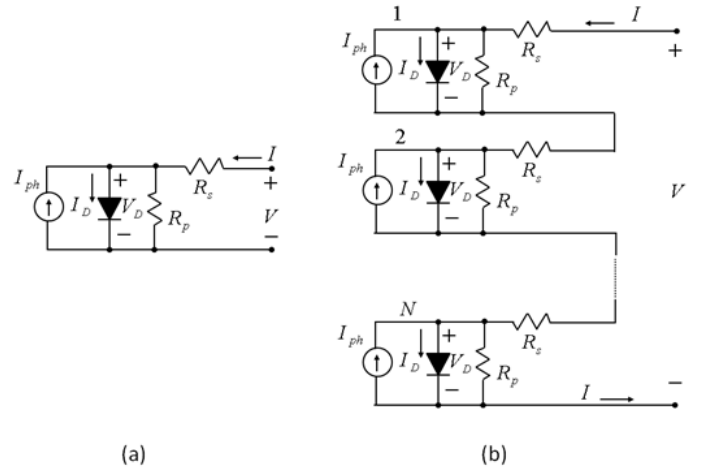 1
I
I_ph
+
R_s
+
I_D
V_D
R_p
−
2
I_ph
+
R_s
I_D
V_D
R_p
−
V
I
I_ph
+
R_s
+
I_D
V_D
R_p
V
−
−
N
I_ph
+
R_s
I_D
V_D
R_p
−
I
−
(a)
(b)